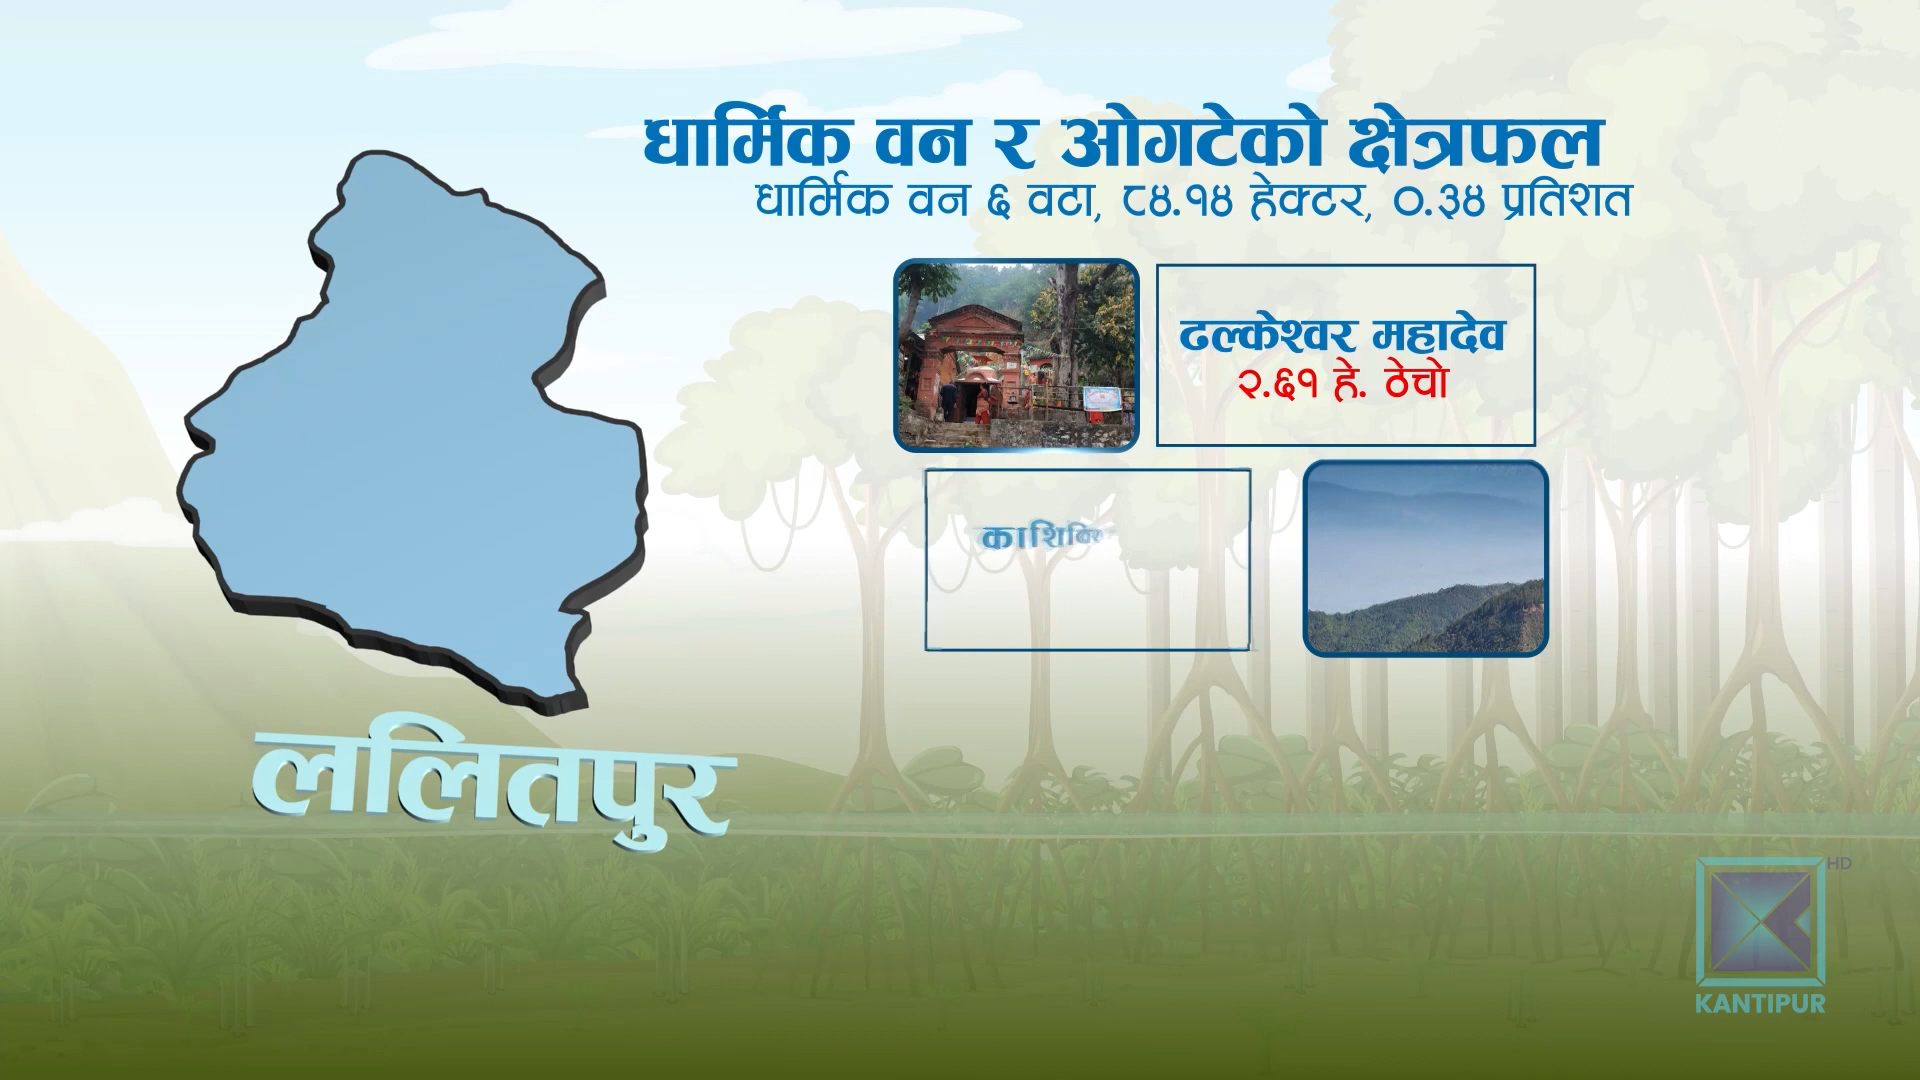 धार्मिक वन र ओगटेको क्षेत्रफल
धार्मिक वन ६ वटा, ८४.१४ हेक्टर, ०.३४ प्रतिशत
ढल्केश्वर महादेव
२.६१ हे. ठेचो
ललितपुर
HD
KANTIPUR